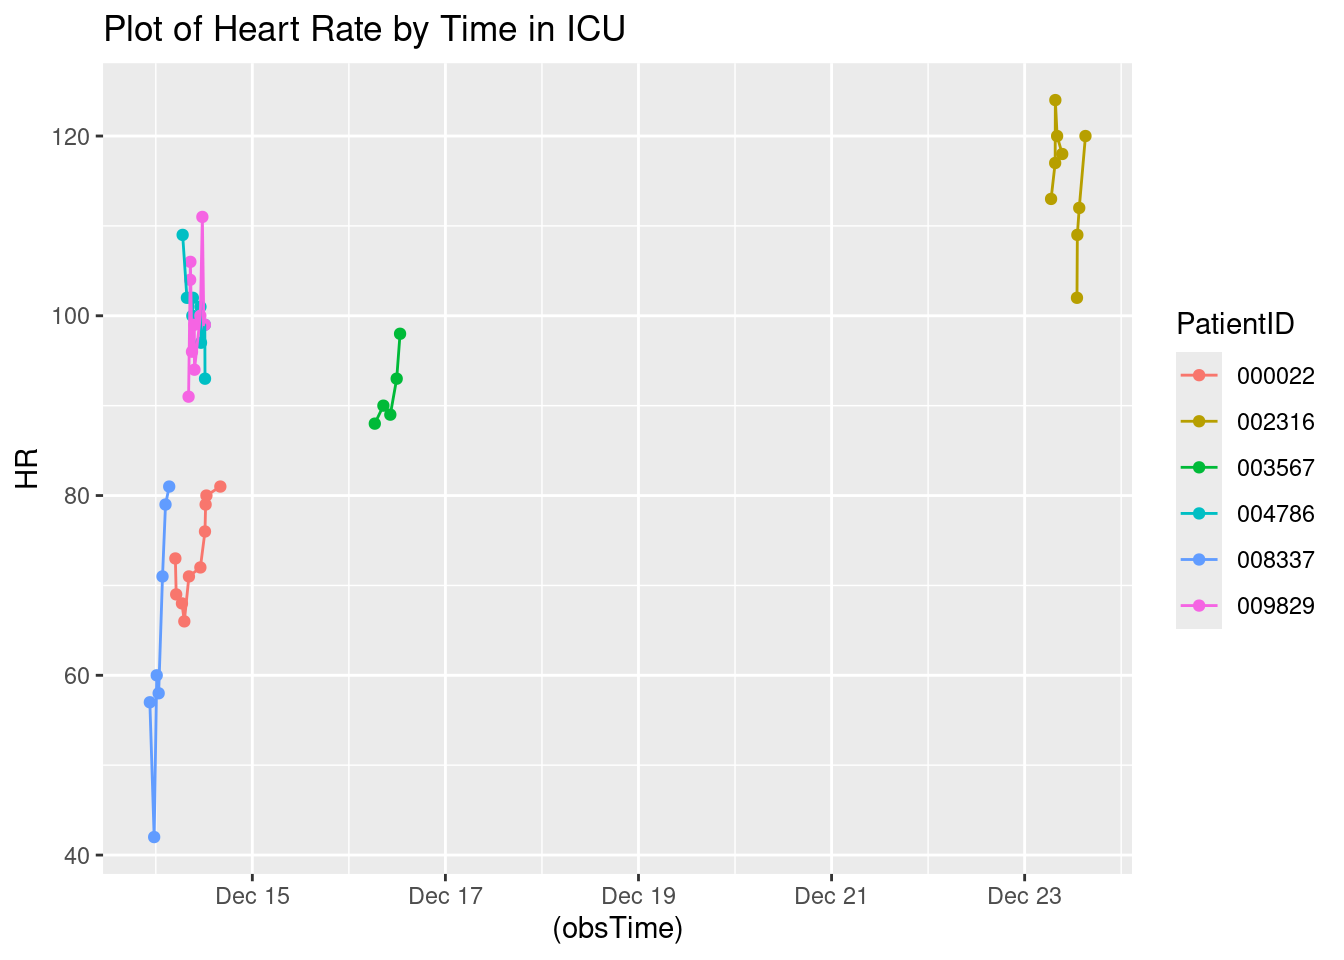 Plot of Heart Rate by Time in ICU
120
100
80
60
40
HR
Dec 15
Dec 17
Dec 19
Dec 21
Dec 23
(obsTime)
PatientID
000022
002316
003567
004786
008337
009829